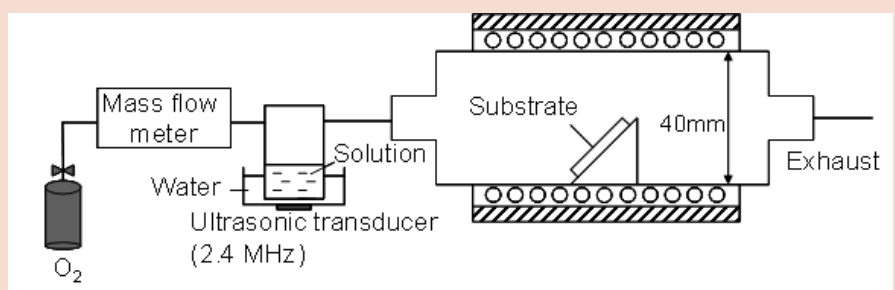 Mass flow
meter
Substrate
40mm
Solution
Water
Exhaust
Ultrasonic transducer
(2.4 MHz)
O2